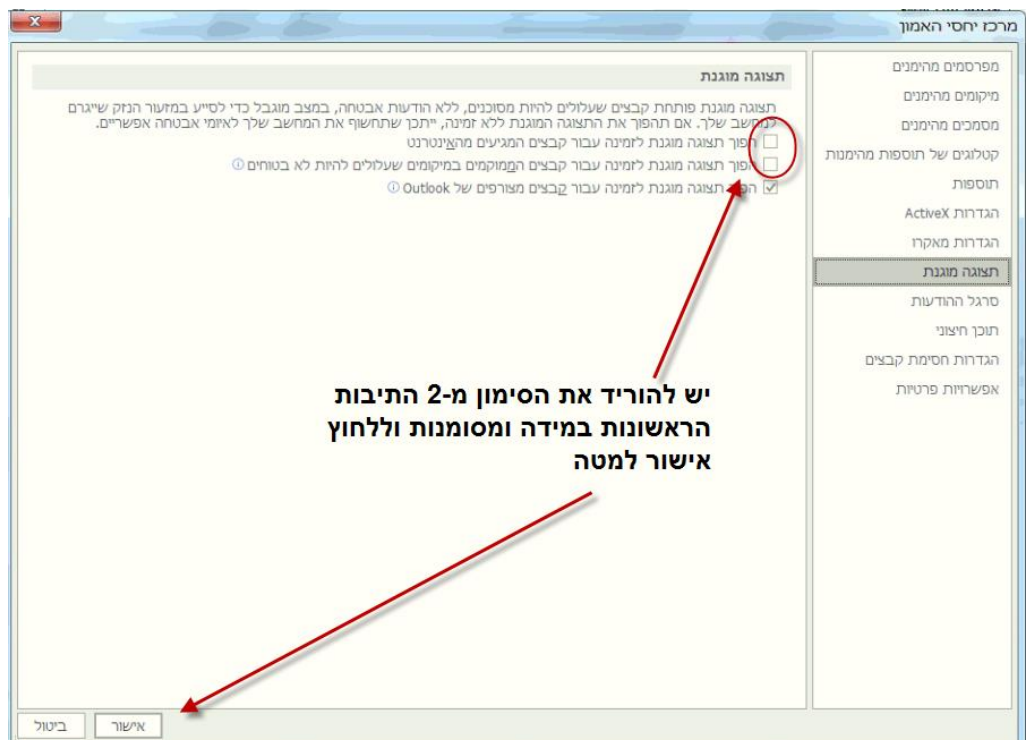 מרכז יחסי האמון
מפרסמים מהימנים
מיקומים מהימנים
מסמכים מהימנים
קטלוגים של תוספות מהימנות
תוספות
הגדרות ActiveX
הגדרות מאקרו
תצוגה מוגנת
סרגל ההודעות
תוכן חיצוני
הגדרות חסימת קבצים
אפשרויות פרטיות
תצוגה מוגנת
תצוגה מוגנת פותחת קבצים שעלולים להיות מסוכנים, ללא הודעות אבטחה, במצב מוגבל כדי לסייע במזעור הנזק שייגרם
למחשב שלך. אם תהפוך את התצוגה המוגנת ללא זמינה, ייתכן שתחשוף את המחשב שלך לאיומי אבטחה אפשריים.
הפוך תצוגה מוגנת לזמינה עבור קבצים המגיעים מהאינטרנט
הפוך תצוגה מוגנת לזמינה עבור קבצים הממוקמים במיקומים שעלולים להיות לא בטוחים
הפוך תצוגה מוגנת לזמינה עבור קבצים מצורפים של Outlook
יש להוריד את הסימון מ-2 התיבות
הראשונות במידה ומסומנות וללחוץ
אישור למטה
אישור
ביטול